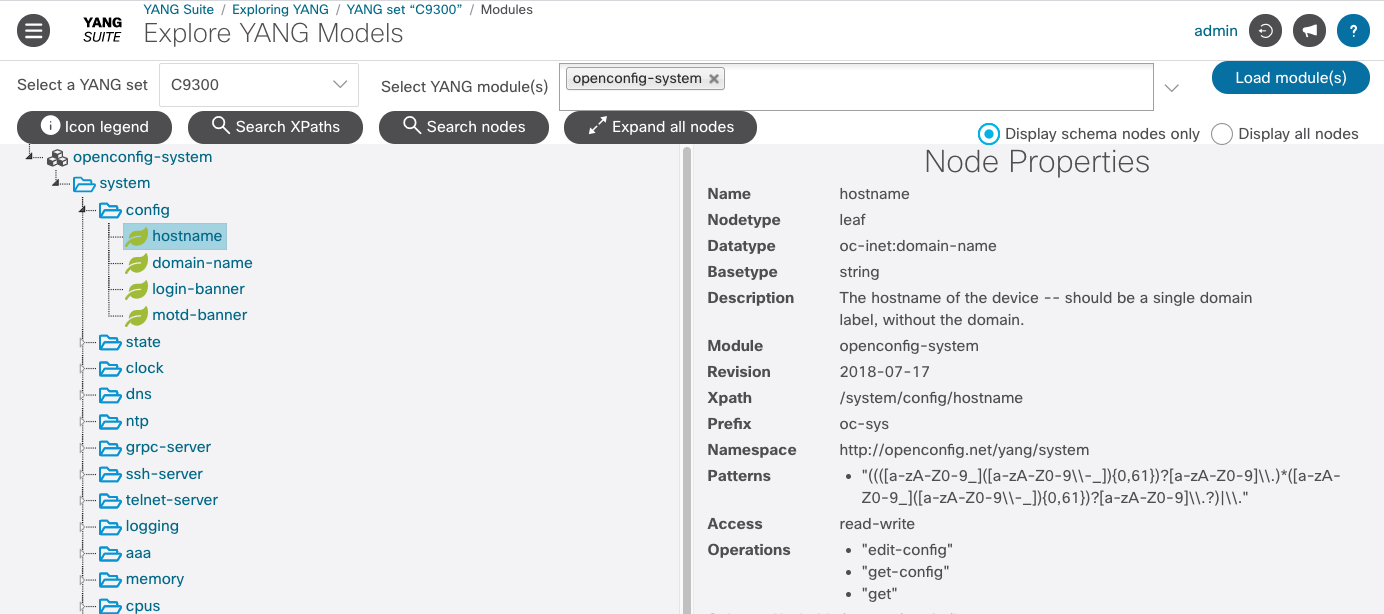 YANG Suite / Exploring YANG / YANG set “C9300” / Modules
YANG
SUITE
Explore YANG Models
admin
?
Select a YANG set
C9300
Select YANG module(s)
openconfig-system ×
Load module(s)
i Icon legend
Search XPaths
Search nodes
Expand all nodes
Display schema nodes only
Display all nodes
openconfig-system
system
config
hostname
domain-name
login-banner
motd-banner
state
clock
dns
ntp
grpc-server
ssh-server
telnet-server
logging
aaa
memory
cpus
Node Properties
Name hostname
Nodetype leaf
Datatype oc-inet:domain-name
Basetype string
Description The hostname of the device -- should be a single domain
label, without the domain.
Module openconfig-system
Revision 2018-07-17
Xpath /system/config/hostname
Prefix oc-sys
Namespace http://openconfig.net/yang/system
Patterns • "((([a-zA-Z0-9_]([a-zA-Z0-9\\-_]){0,61})?[a-zA-Z0-9]\\.)*([a-zA-
Z0-9_]([a-zA-Z0-9\\-_]){0,61})?[a-zA-Z0-9]\\.?)|\\."
Access read-write
Operations • "edit-config"
• "get-config"
• "get"